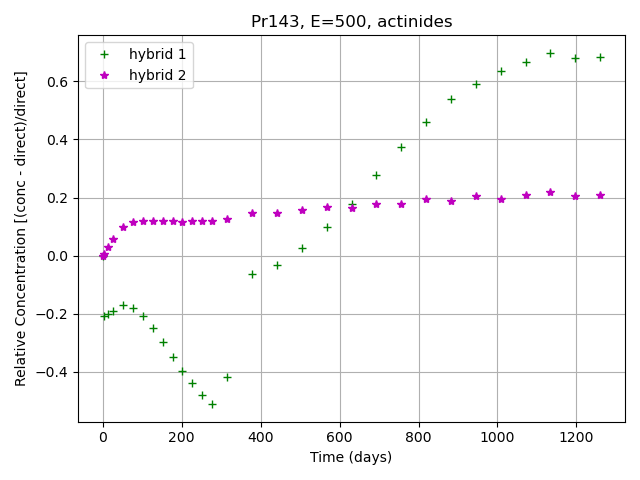 Pr143, E=500, actinides
hybrid 1
hybrid 2
Relative Concentration [(conc - direct)/direct]
0.6
0.4
0.2
0.0
−0.2
−0.4
0 200 400 600 800 1000 1200
Time (days)